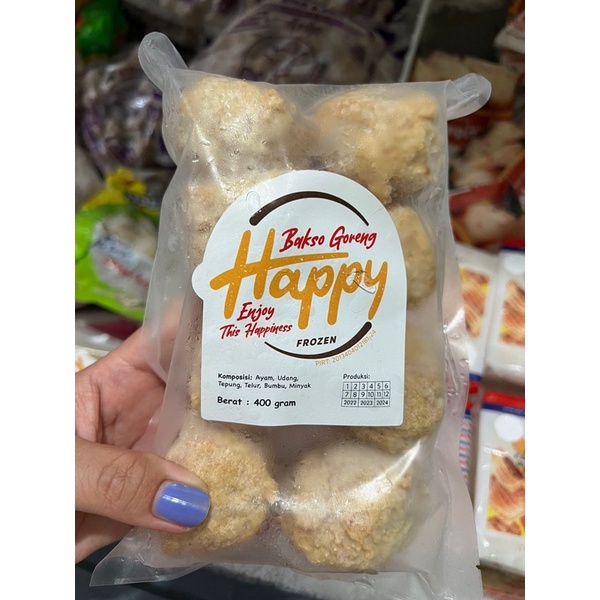 Bakso Goreng
Happy
Enjoy
This Happiness
FROZEN
Komposisi: Ayam, Udang,
Tepung, Telur, Bumbu, Minyak
Berat : 400 gram
Produksi:
1 2 3 4 5 6
7 8 9 10 11 12
2022 2023 2024